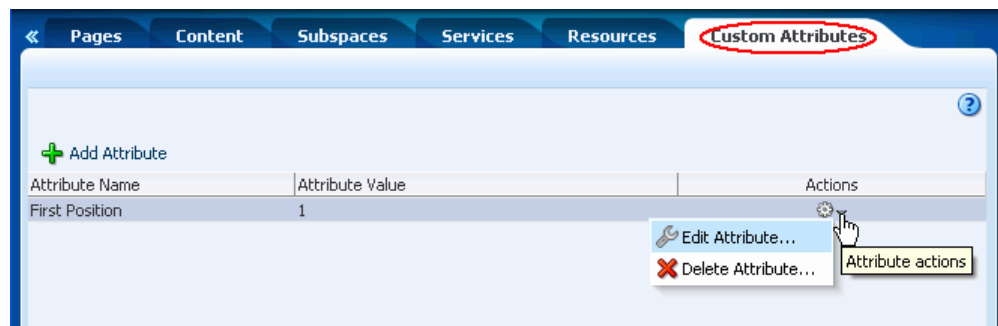 « Pages Content Subspaces Services Resources Custom Attributes
?
Add Attribute
Attribute Name Attribute Value Actions
First Position 1
Edit Attribute...
Attribute actions
Delete Attribute...